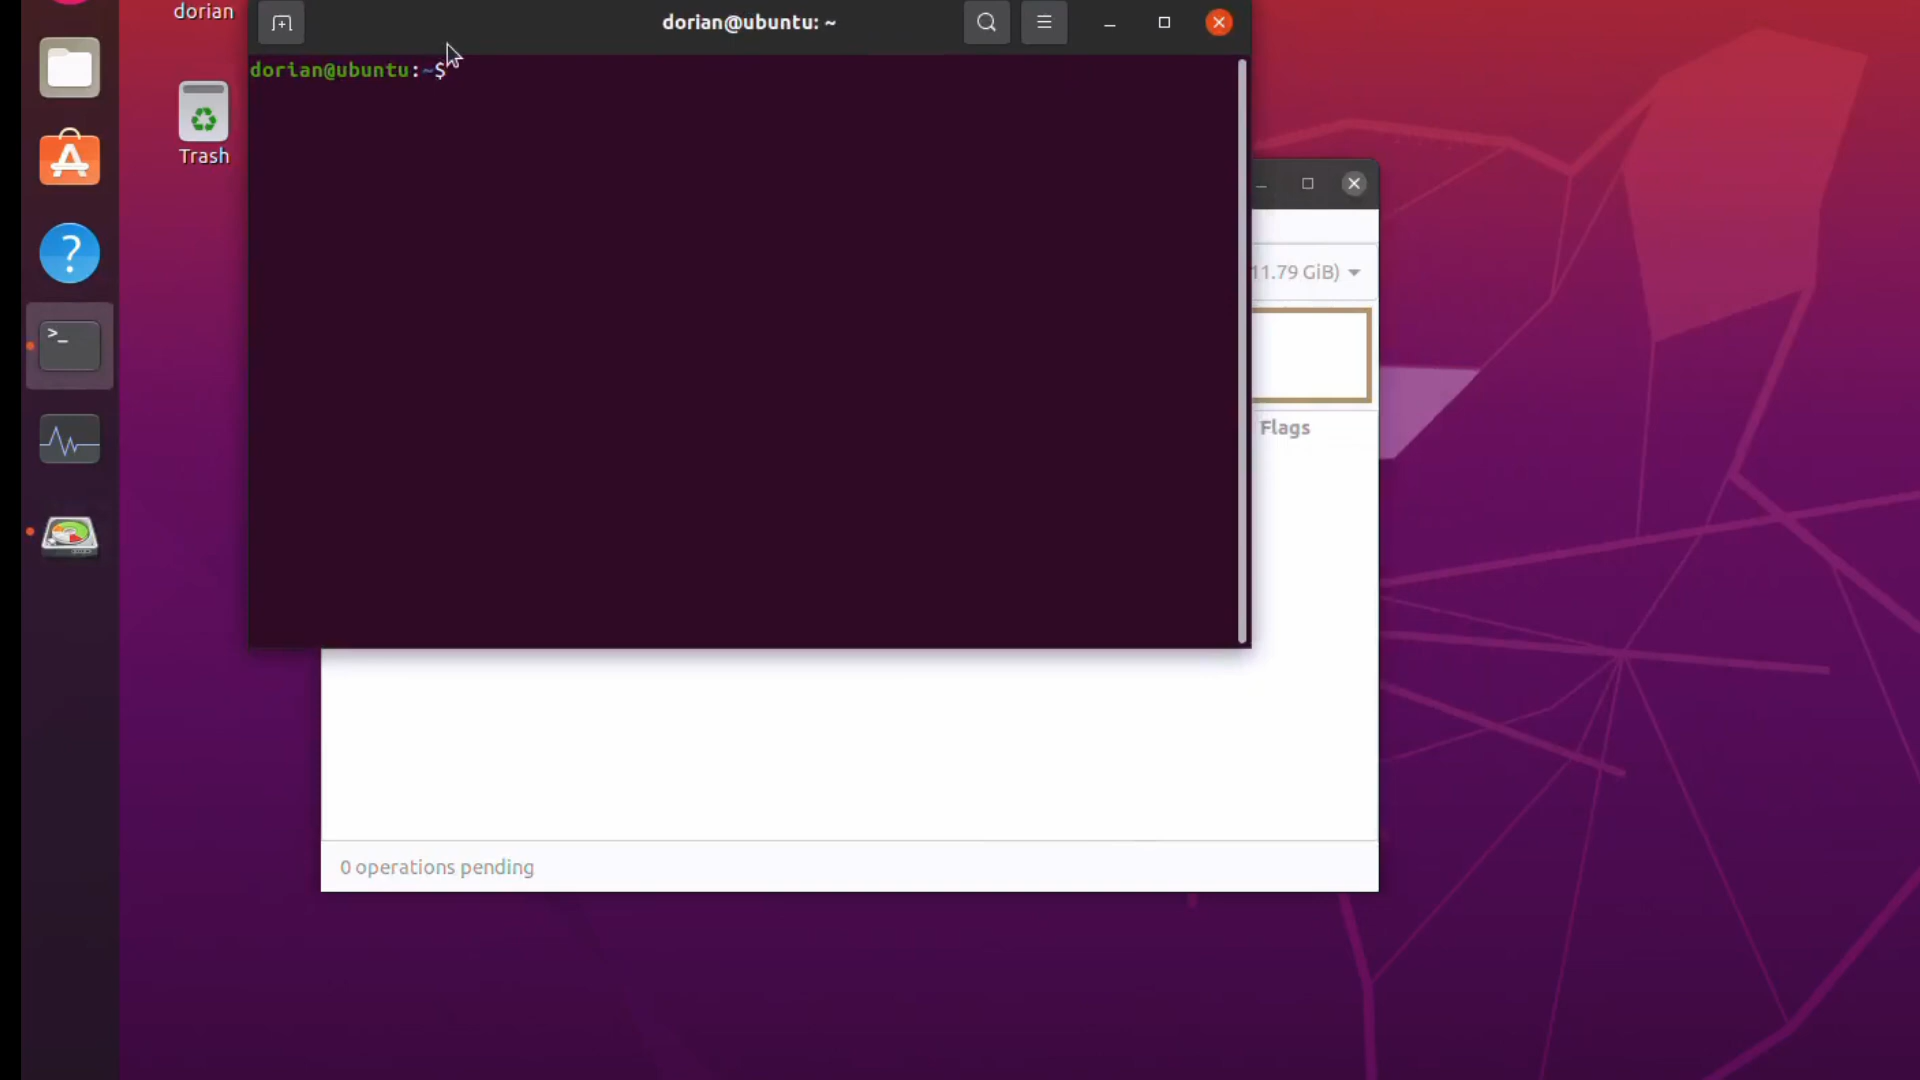 dorian
Trash
dorian@ubuntu: ~
dorian@ubuntu:~$
11.79 GiB)
Flags
0 operations pending